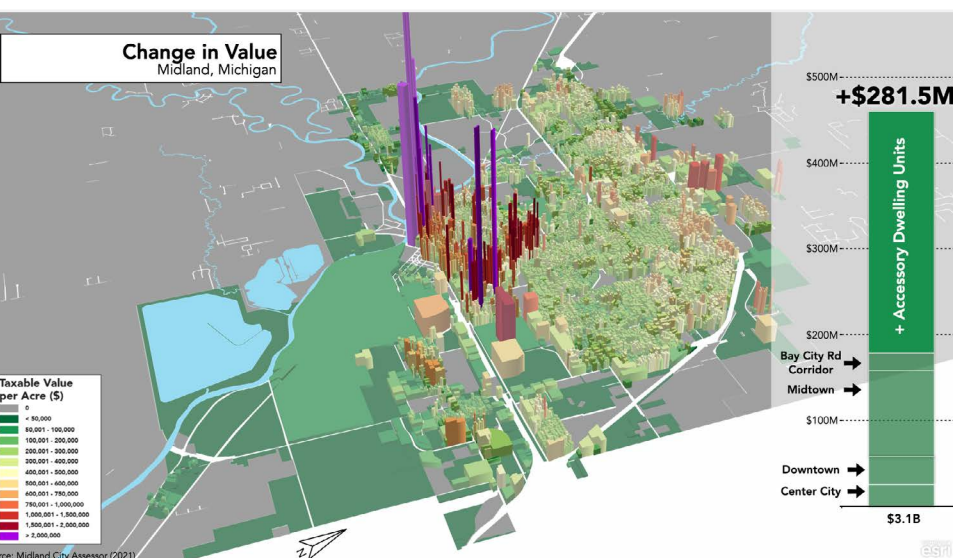 Change in Value
Midland, Michigan
$500M
+$281.5M
$400M
+ Accessory Dwelling Units
$300M
$200M
Bay City Rd
Corridor
Midtown
$100M
Downtown
Center City
$3.1B
Taxable Value
per Acre ($)
0
< 50,000
50,001 - 100,000
100,001 - 200,000
200,001 - 300,000
200,001 - 400,000
400,001 - 500,000
500,001 - 600,000
600,001 - 750,000
750,001 - 1,000,000
1,000,001 - 1,500,000
1,500,001 - 2,000,000
> 2,000,000
rce: Midland City Assessor (2021)
esri